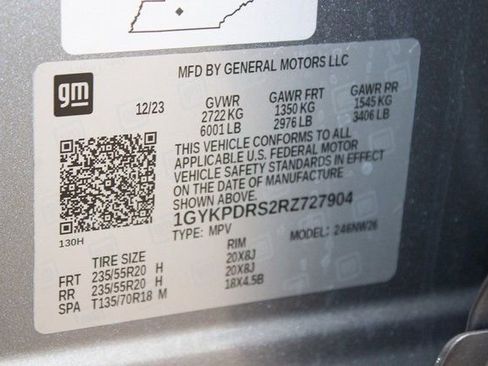 gm
MFD BY GENERAL MOTORS LLC
12/23 GVWR GAWR FRT GAWR RR
2722 KG 1350 KG 1545 KG
6001 LB 2976 LB 3406 LB
THIS VEHICLE CONFORMS TO ALL
APPLICABLE U.S. FEDERAL MOTOR
VEHICLE SAFETY STANDARDS IN EFFECT
ON THE DATE OF MANUFACTURE
SHOWN ABOVE.
1GYKPDRS2RZ727904
130H
TYPE: MPV MODEL: 246NW26
TIRE SIZE RIM
FRT 235/55R20 H 20X8J
RR 235/55R20 H 20X8J
SPA T135/70R18 M 18X4.5B